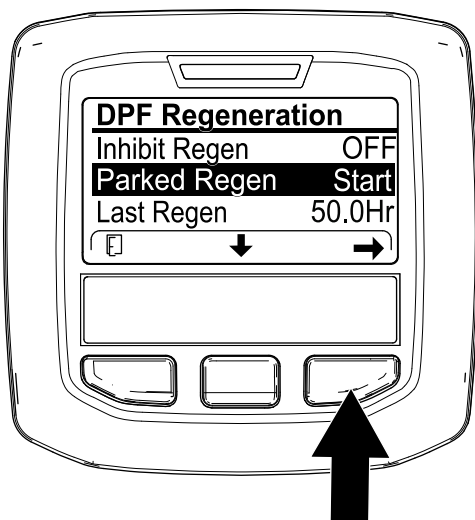 DPF Regeneration
Inhibit Regen OFF
Parked Regen Start
Last Regen 50.0Hr